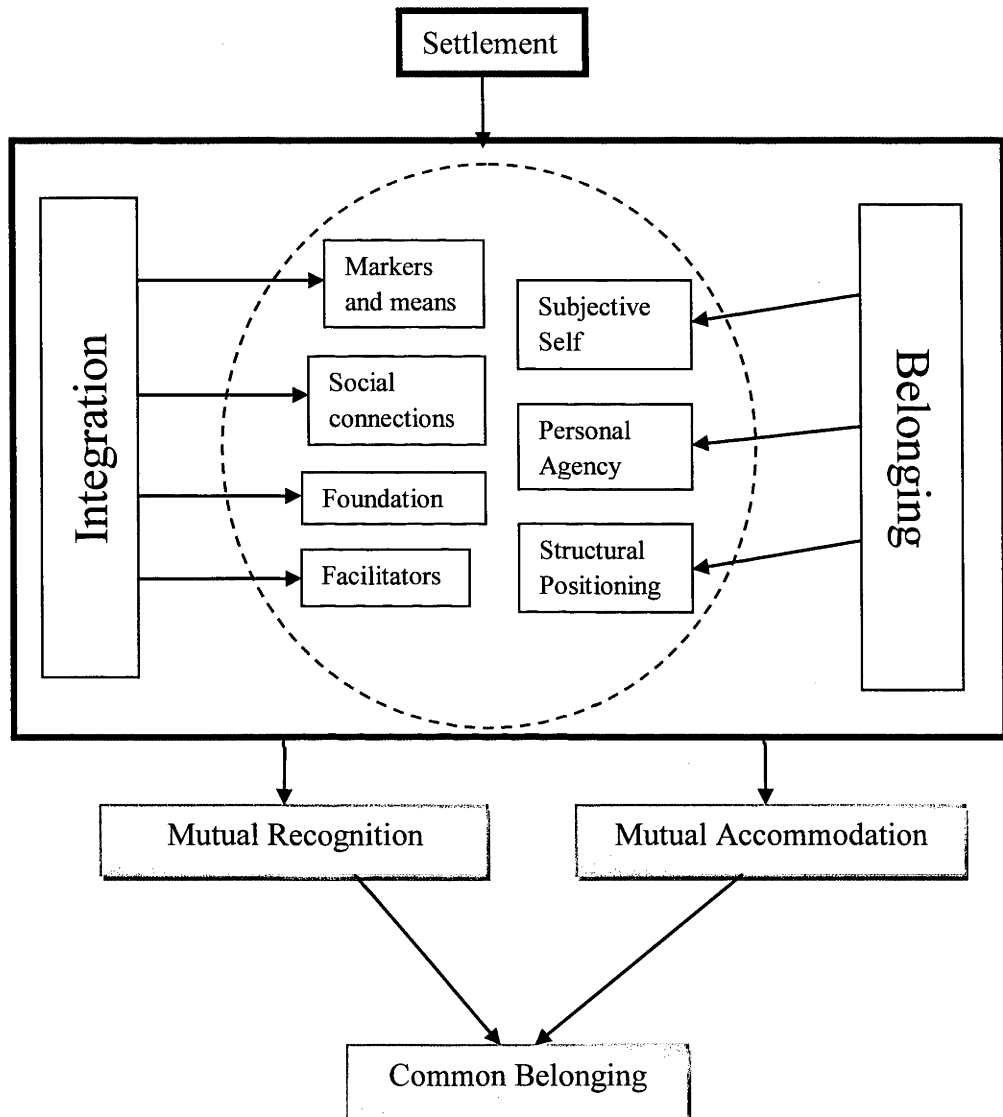 Settlement
Integration
Markers
and means
Social
connections
Foundation
Facilitators
Subjective
Self
Personal
Agency
Structural
Positioning
Belonging
Mutual Recognition
Mutual Accommodation
Common Belonging